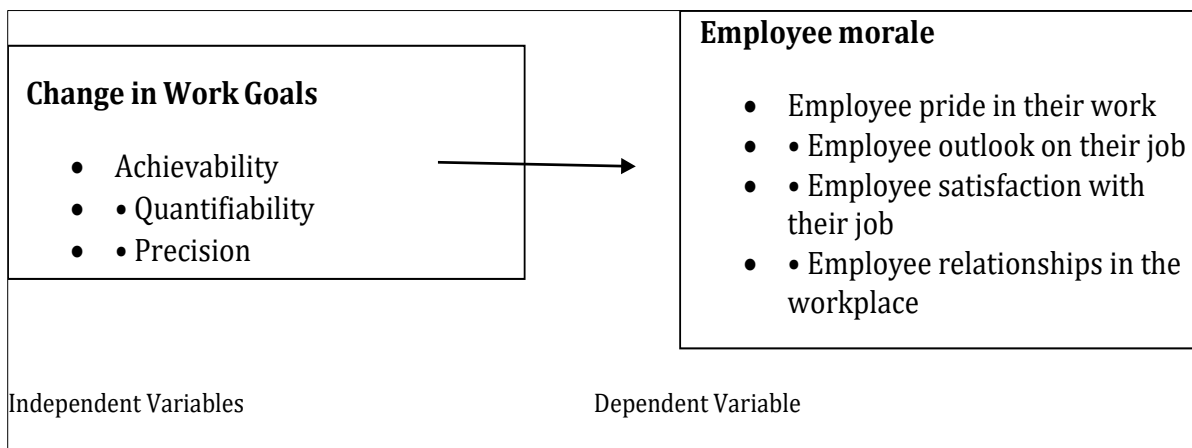 Change in Work Goals
• Achievability
• • Quantifiability
• • Precision
Employee morale
• Employee pride in their work
• • Employee outlook on their job
• • Employee satisfaction with
their job
• • Employee relationships in the
workplace
Independent Variables
Dependent Variable